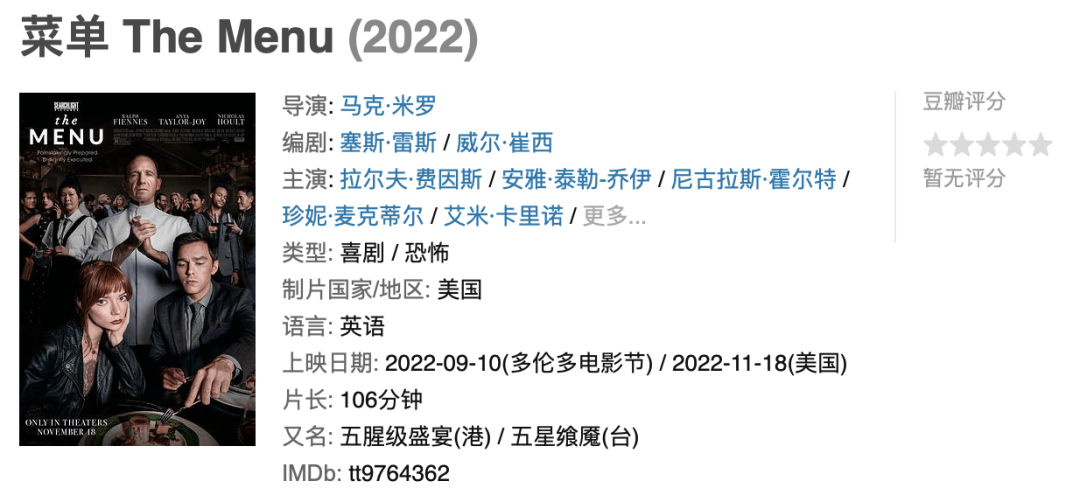 菜单 The Menu (2022)
SEARCHLIGHT
PICTURES
the
MENU
Painstakingly Prepared.
Brilliantly Executed.
RALPH
FIENNES
ANYA
TAYLOR-JOY
NICHOLAS
HOULT
ONLY IN THEATERS
NOVEMBER 18
导演: 马克·米罗
编剧: 塞斯·雷斯 / 威尔·崔西
主演: 拉尔夫·费因斯 / 安雅·泰勒-乔伊 / 尼古拉斯·霍尔特 /
珍妮·麦克蒂尔 / 艾米·卡里诺 / 更多...
类型: 喜剧 / 恐怖
制片国家/地区: 美国
语言: 英语
上映日期: 2022-09-10(多伦多电影节) / 2022-11-18(美国)
片长: 106分钟
又名: 五腥级盛宴(港) / 五星飨魇(台)
IMDb: tt9764362
豆瓣评分
暂无评分